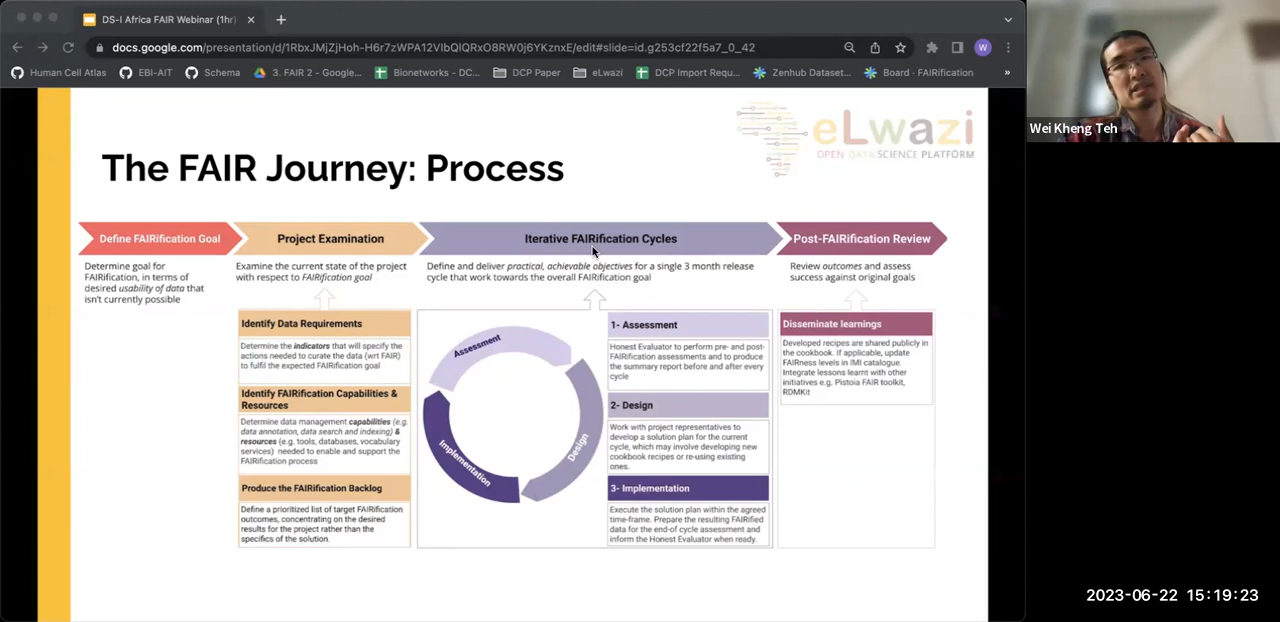 DS-I Africa FAIR Webinar (1hr)
docs.google.com/presentation/d/1RbxJMjZjHoh-H6r7zWPA12VIbQIQRxO8RW0j6YKznxE/edit#slide=id.g253cf22f5a7_0_42
W
Human Cell Atlas
EBI-AIT
Schema
3. FAIR 2 - Google...
Bionetworks - DC...
DCP Paper
eLwazi
DCP Import Requ...
Zenhub Dataset...
Board · FAIRification
»
eLwazi
OPEN DATA SCIENCE PLATFORM
The FAIR Journey: Process
Define FAIRification Goal
Determine goal for
FAIRification, in terms of
desired usability of data that
isn't currently possible
Project Examination
Examine the current state of the project
with respect to FAIRification goal
Identify Data Requirements
Determine the indicators that will specify the
actions needed to curate the data (wrt FAIR)
to fulfil the expected FAIRification goal
Identify FAIRification Capabilities &
Resources
Determine data management capabilities (e.g.
data annotation, data search and indexing) &
resources (e.g. tools, databases, vocabulary
services) needed to enable and support the
FAIRification process
Produce the FAIRification Backlog
Define a prioritized list of target FAIRification
outcomes, concentrating on the desired
results for the project rather than the
specifics of the solution.
Iterative FAIRification Cycles
Define and deliver practical, achievable objectives for a single 3 month release
cycle that work towards the overall FAIRification goal
Assessment
Design
Implementation
1- Assessment
Honest Evaluator to perform pre- and post-
FAIRification assessments and to produce
the summary report before and after every
cycle
2- Design
Work with project representatives to
develop a solution plan for the current
cycle, which may involve developing new
cookbook recipes or re-using existing
ones.
3- Implementation
Execute the solution plan within the agreed
time-frame. Prepare the resulting FAIRified
data for the end-of cycle assessment and
inform the Honest Evaluator when ready.
Post-FAIRification Review
Review outcomes and assess
success against original goals
Disseminate learnings
Developed recipes are shared publicly in
the cookbook. If applicable, update
FAIRness levels in IMI catalogue.
Integrate lessons learnt with other
initiatives e.g. Pistoia FAIR toolkit,
RDMKit
Wei Kheng Teh
2023-06-22 15:19:23